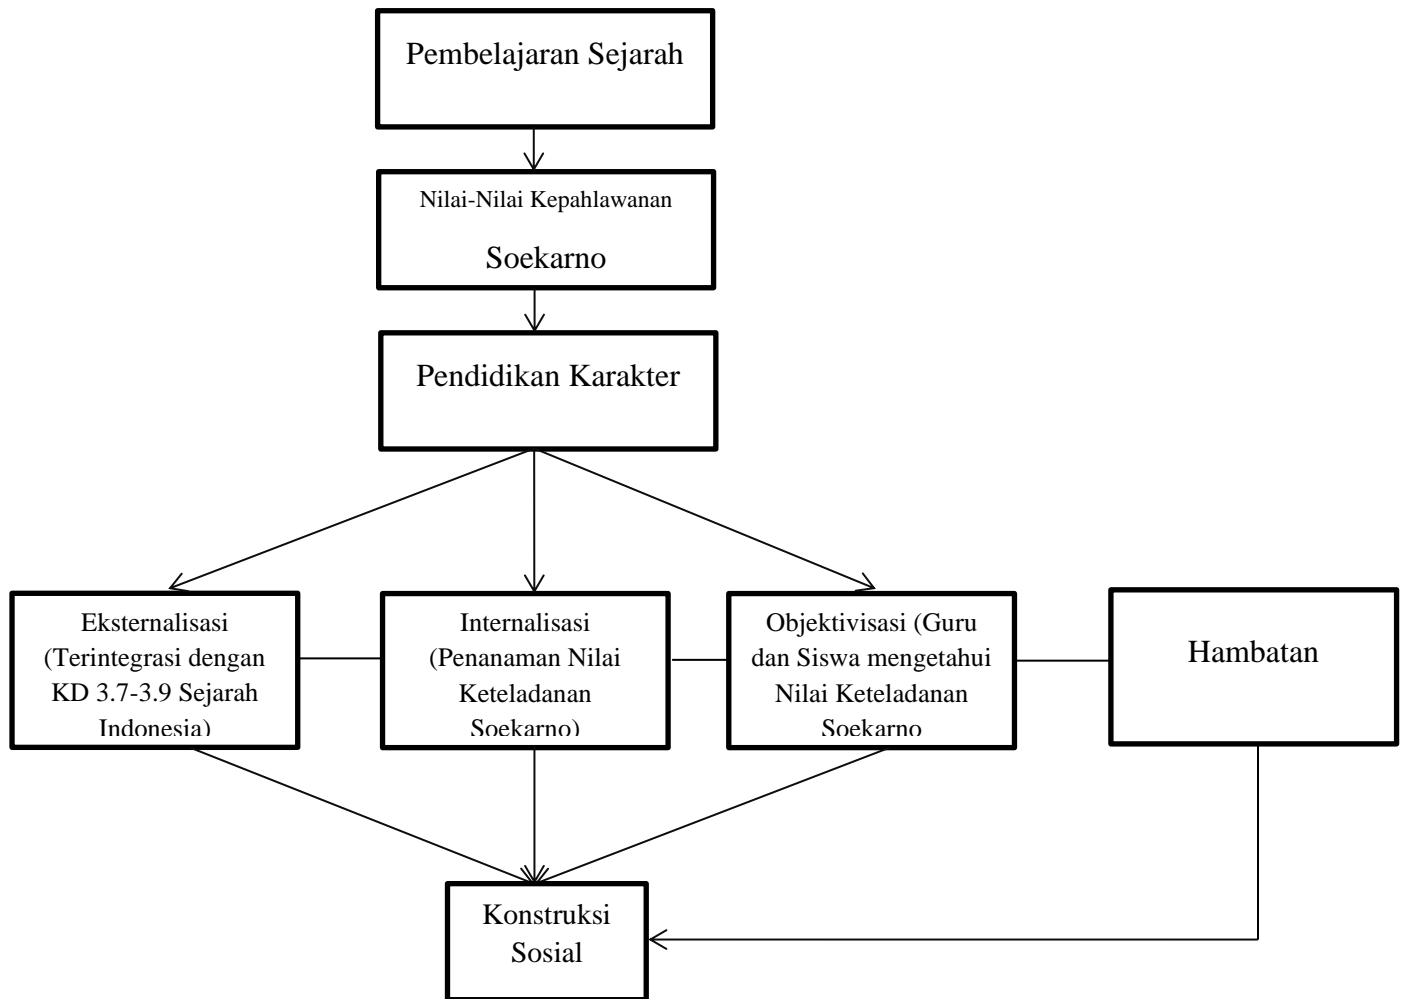 Pembelajaran Sejarah
Nilai-Nilai Kepahlawanan
Soekarno
Pendidikan Karakter
Eksternalisasi
(Terintegrasi dengan
KD 3.7-3.9 Sejarah
Indonesia)
Internalisasi
(Penanaman Nilai
Keteladanan
Soekarno)
Objektivisasi (Guru
dan Siswa mengetahui
Nilai Keteladanan
Soekarno
Hambatan
Konstruksi
Sosial